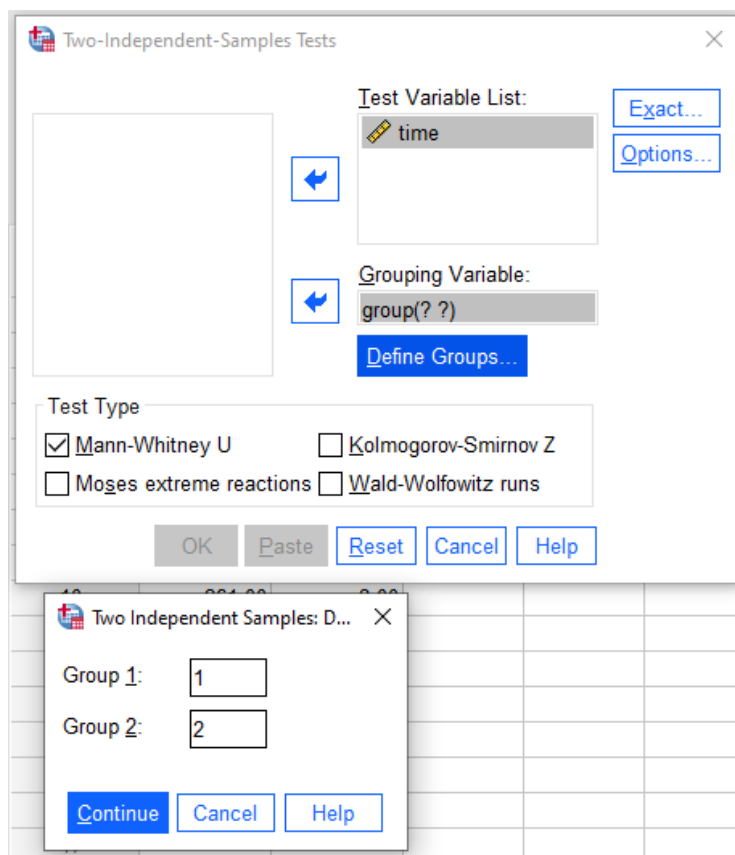 Two-Independent-Samples Tests
Test Variable List:
time
Exact...
Options...
Grouping Variable:
group(? ?)
Define Groups...
Test Type
Mann-Whitney U
Kolmogorov-Smirnov Z
Moses extreme reactions
Wald-Wolfowitz runs
OK
Paste
Reset
Cancel
Help
Two Independent Samples: D...
Group 1:
1
Group 2:
2
Continue
Cancel
Help